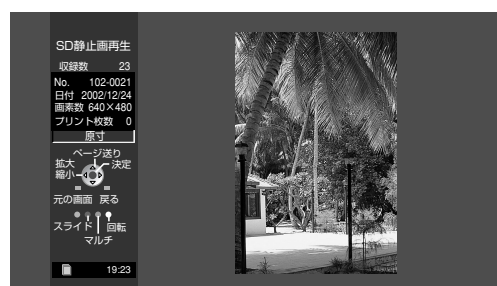 SD静止画再生
収録数 23
No. 102-0021
日付 2002/12/24
画素数 640×480
プリント枚数 0
原寸
ページ送り
拡大 決定
縮小
元の画面 戻る
スライド 回転
マルチ
19:23